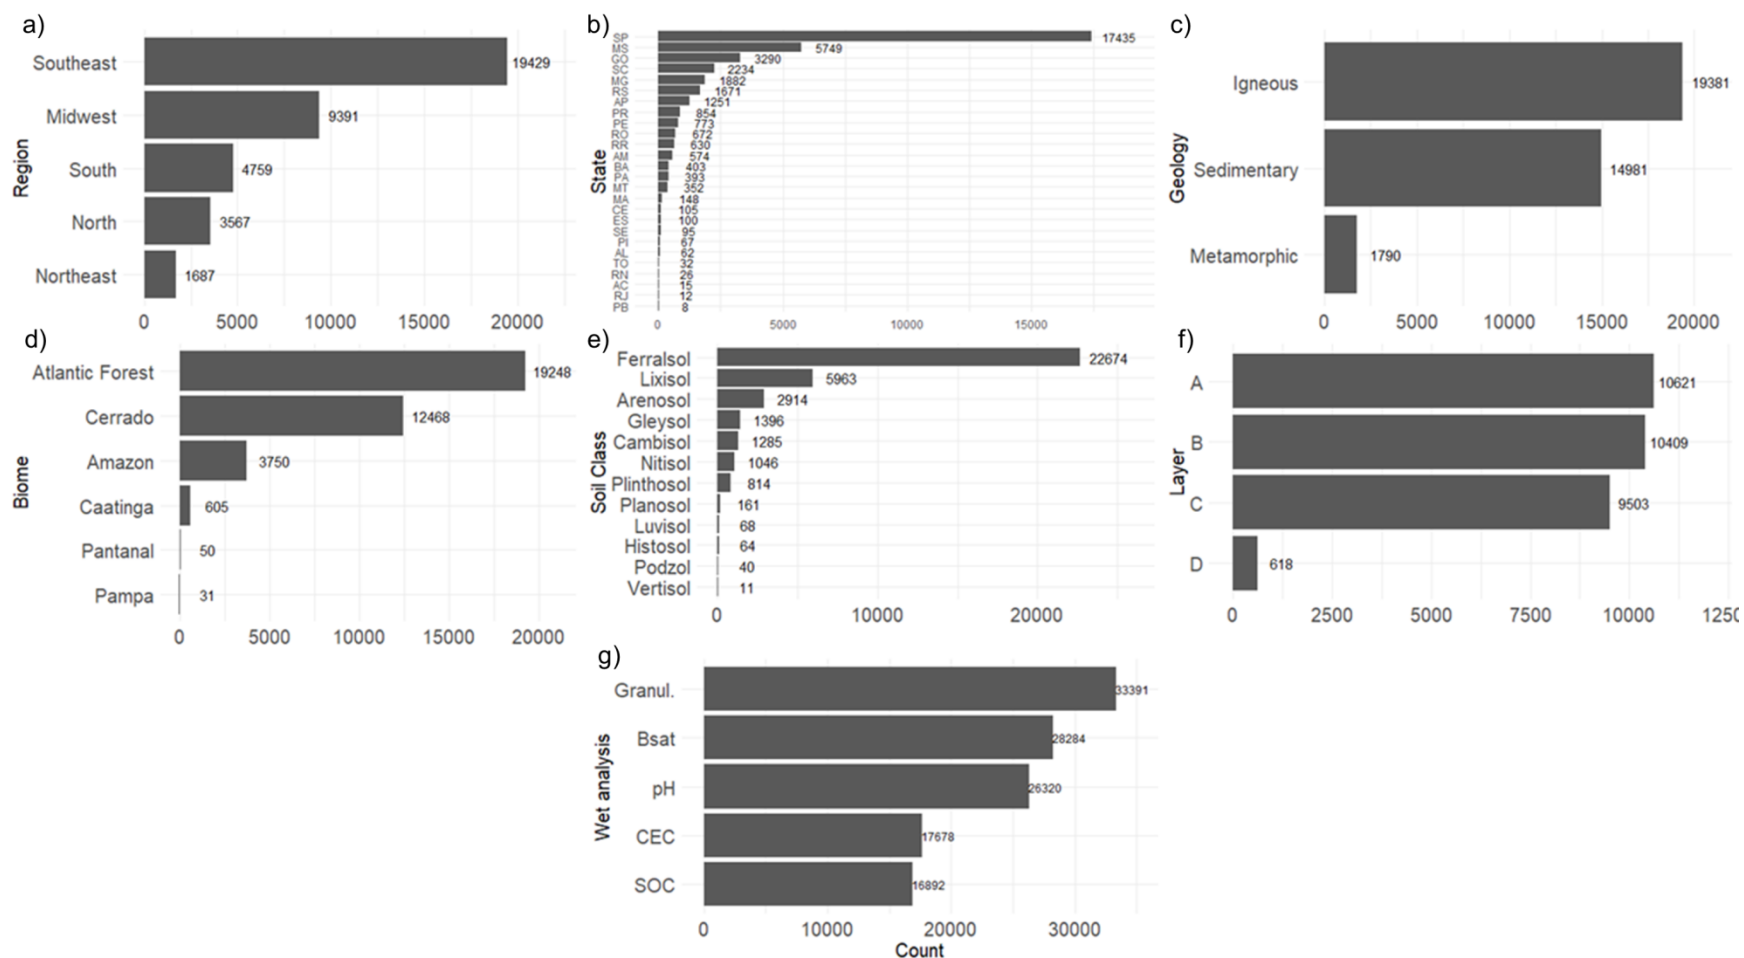 a)
Region
Southeast 19429
Midwest 9391
South 4759
North 3567
Northeast 1687
0 5000 10000 15000 20000
b)
State
SP 17435
MS 5749
GO 3290
SC 2234
MG 1882
RS 1671
AP 1251
PR 854
PE 773
RO 672
RR 630
AM 574
BA 403
PA 393
MT 352
MA 148
CE 105
ES 100
SE 95
PI 67
AL 62
TO 32
RN 26
AC 15
RJ 12
PB 8
0 5000 10000 15000
c)
Geology
Igneous 19381
Sedimentary 14981
Metamorphic 1790
0 5000 10000 15000 20000
d)
Biome
Atlantic Forest 19248
Cerrado 12468
Amazon 3750
Caatinga 605
Pantanal 50
Pampa 31
0 5000 10000 15000 20000
e)
Soil Class
Ferralsol 22674
Lixisol 5963
Arenosol 2914
Gleysol 1396
Cambisol 1285
Nitisol 1046
Plinthosol 814
Planosol 161
Luvisol 68
Histosol 64
Podzol 40
Vertisol 11
0 10000 20000
f)
Layer
A 10621
B 10409
C 9503
D 618
0 2500 5000 7500 10000 1250
g)
Wet analysis
Granul. 33391
Bsat 28284
pH 26320
CEC 17678
SOC 16892
0 10000 20000 30000
Count